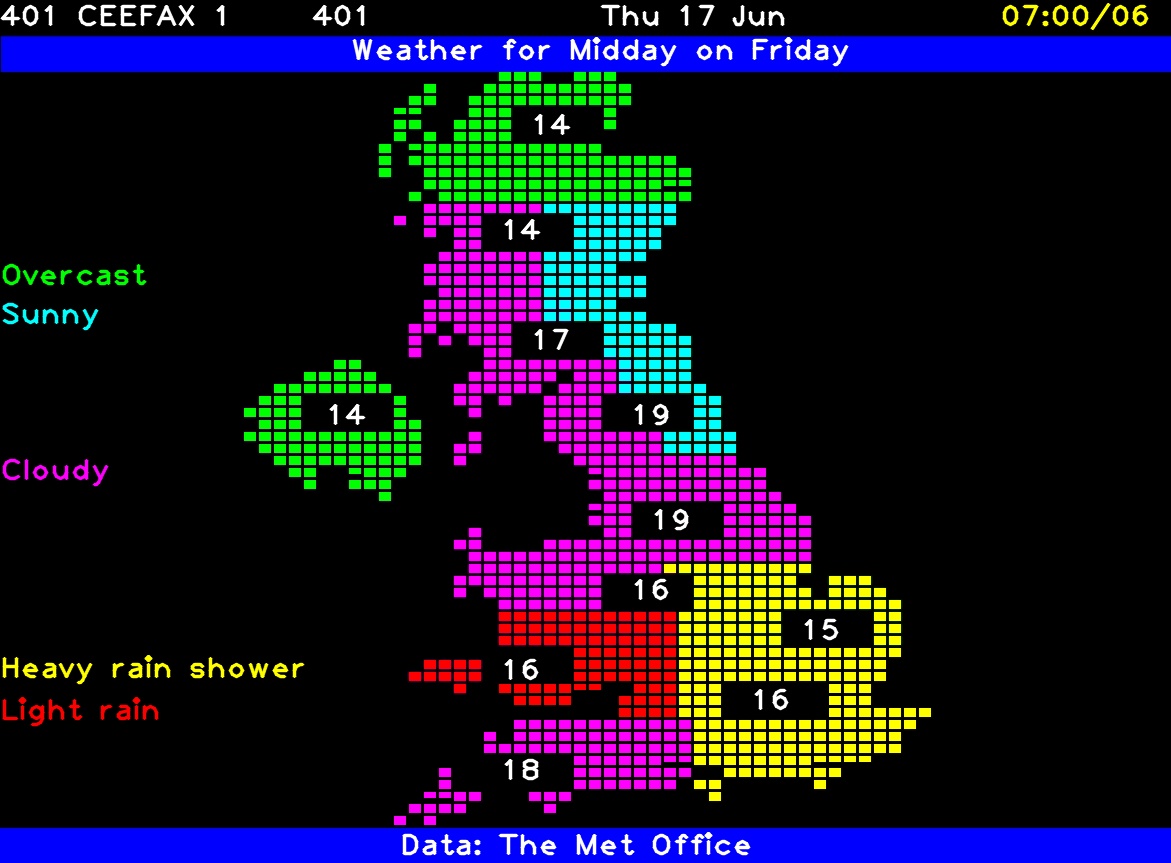 401 CEEFAX 1 401 Thu 17 Jun 07:00/06
Weather for Midday on Friday
14
14
Overcast
Sunny
17
14
19
Cloudy
19
16
15
Heavy rain shower
16
16
Light rain
18
Data: The Met Office